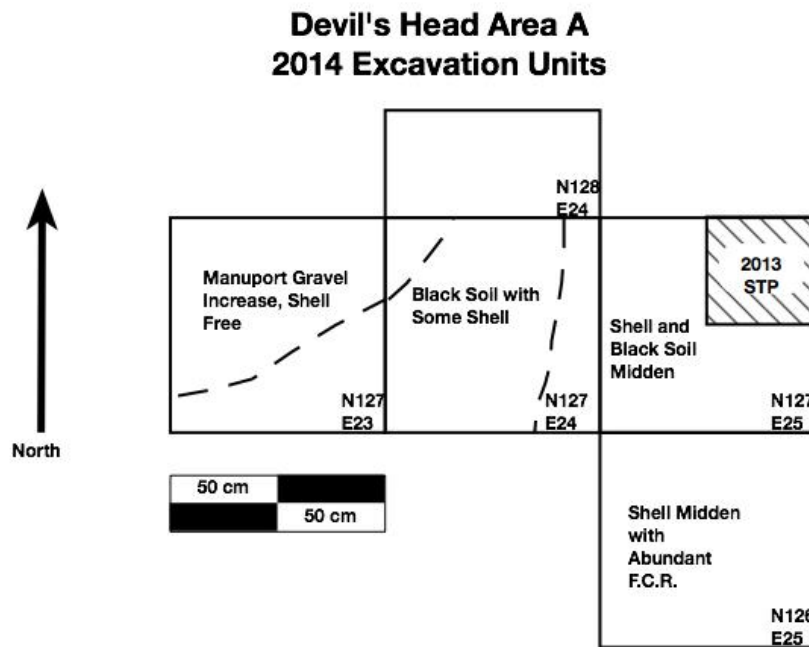 Devil's Head Area A
2014 Excavation Units
N128
E24
Manuport Gravel
Increase, Shell
Free
Black Soil with
Some Shell
2013
STP
Shell and
Black Soil
Midden
N127
E23
N127
E24
N127
E25
North
50 cm
50 cm
Shell Midden
with
Abundant
F.C.R.
N126
E25